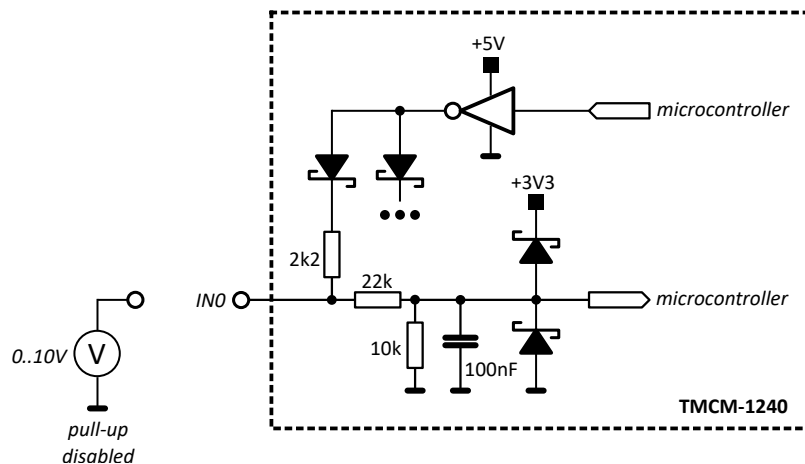 +5V
microcontroller
+3V3
2k2
22k
IN0
microcontroller
0..10V
V
10k
100nF
TMCM-1240
pull-up
disabled